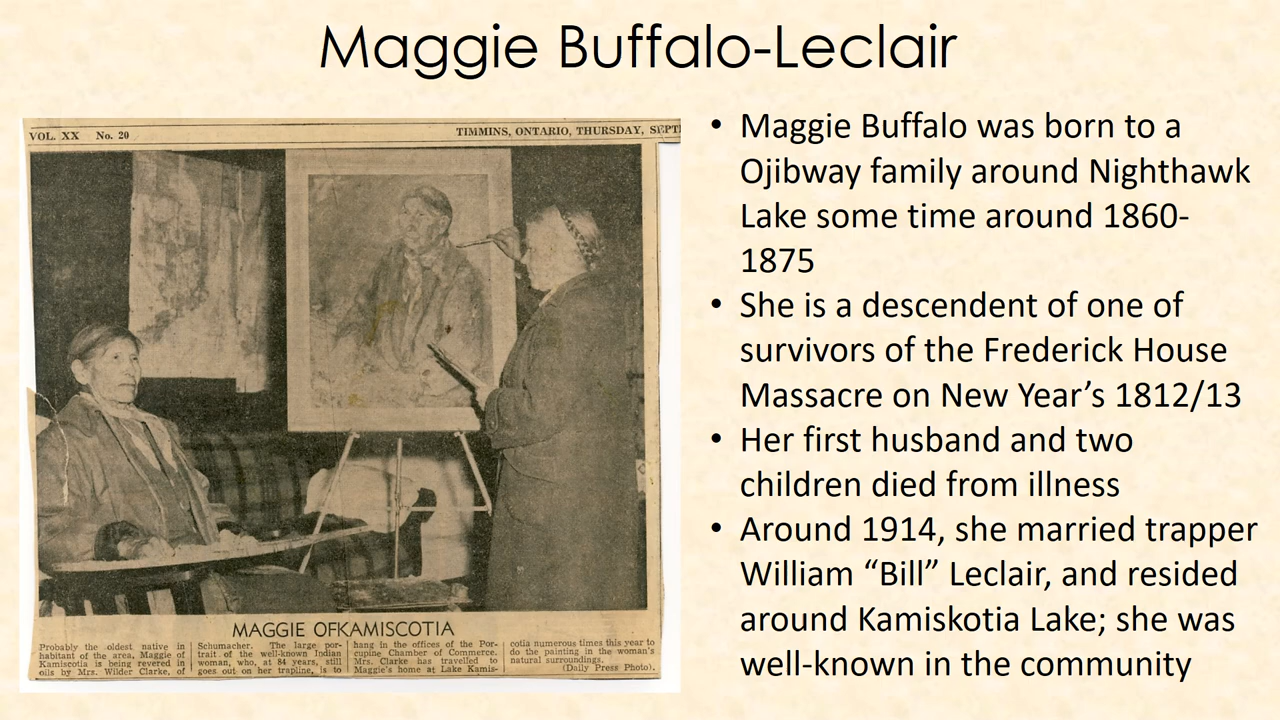 Maggie Buffalo-Leclair
VOL. XX No. 20
TIMMINS, ONTARIO, THURSDAY, SEPT
MAGGIE OFKAMISCOTIA
Probably the oldest native in
habitant of the area, Maggie of
Kamiscotia is being revered in
oils by Mrs. Wilder Clarke, of
Schumacher. The large por-
trait of the well-known Indian
woman, who, at 84 years, still
goes out on her trapline, is to
hang in the offices of the Por-
cupine Chamber of Commerce.
Mrs. Clarke has travelled to
Maggie's home at Lake Kamis-
cotia numerous times this year to
do the painting in the woman's
natural surroundings.
(Daily Press Photo).
• Maggie Buffalo was born to a
Ojibway family around Nighthawk
Lake some time around 1860-
1875
• She is a descendent of one of
survivors of the Frederick House
Massacre on New Year’s 1812/13
• Her first husband and two
children died from illness
• Around 1914, she married trapper
William “Bill” Leclair, and resided
around Kamiskotia Lake; she was
well-known in the community